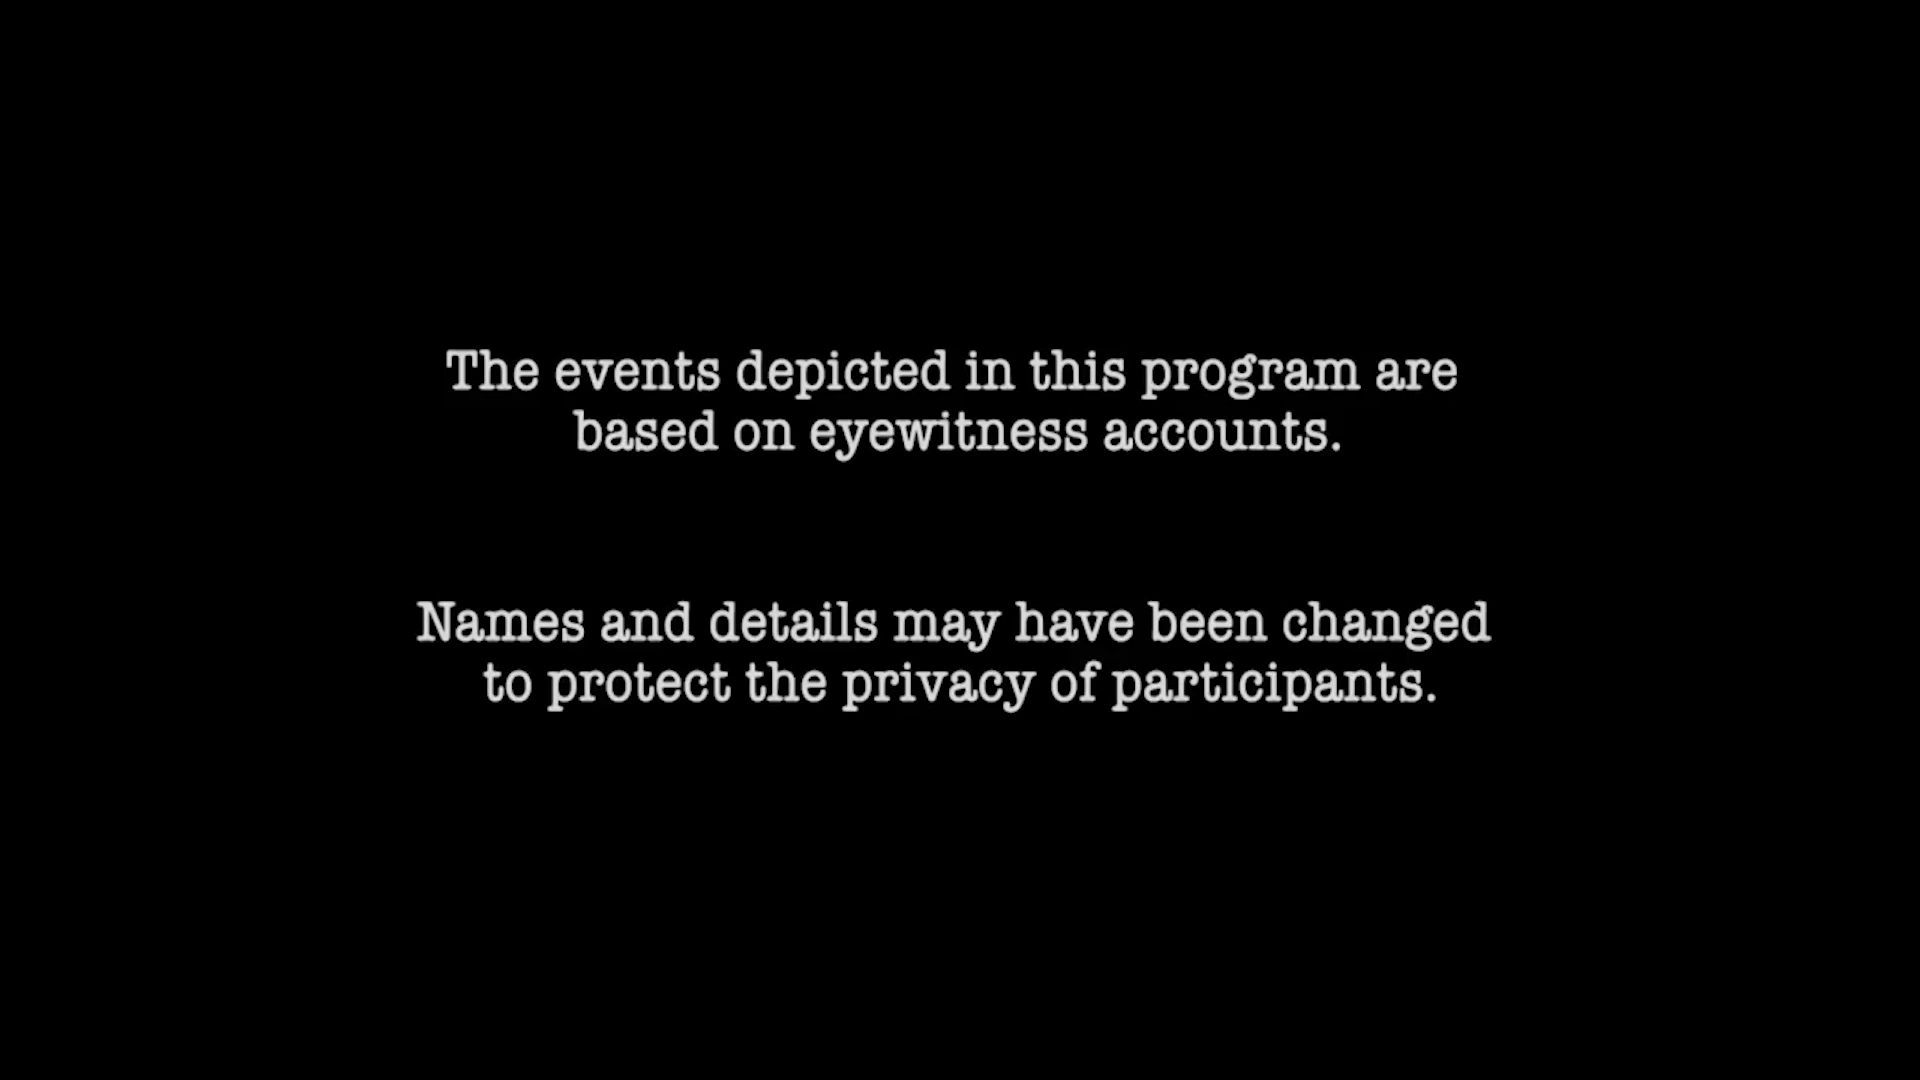 The events depicted in this program are
based on eyewitness accounts.
Names and details may have been changed
to protect the privacy of participants.